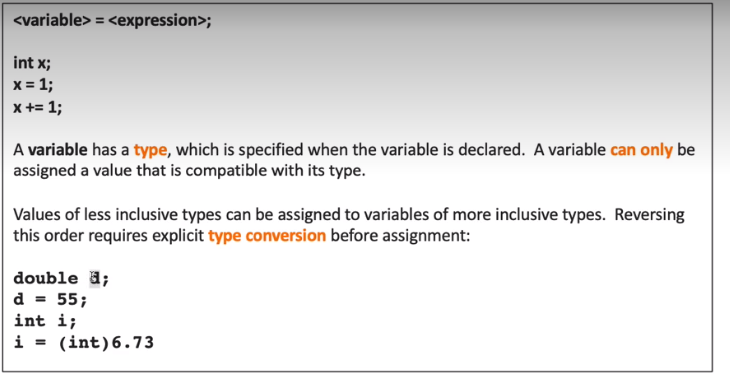 <variable> = <expression>;
int x;
x = 1;
x += 1;
A variable has a type, which is specified when the variable is declared. A variable can only be
assigned a value that is compatible with its type.
Values of less inclusive types can be assigned to variables of more inclusive types. Reversing
this order requires explicit type conversion before assignment:
double d;
d = 55;
int i;
i = (int)6.73